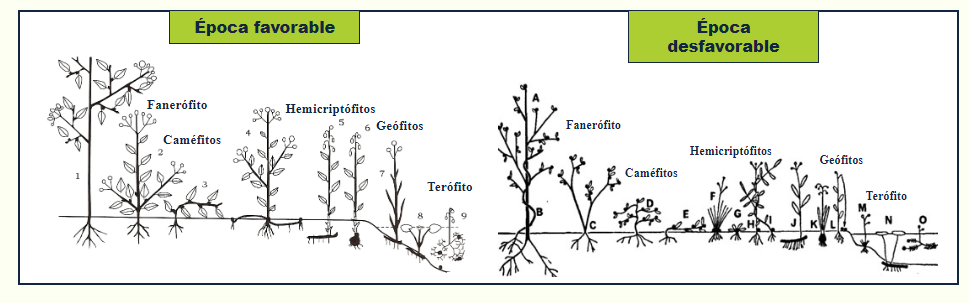 Época favorable
Fanerófito
Caméfitos
Hemicriptófitos
Geófitos
Terófito
1
2
3
4
5
6
7
8
9
Época
desfavorable
Fanerófito
Caméfitos
Hemicriptófitos
Geófitos
Terófito
A
B
C
D
E
F
G
H
I
J
K
L
M
N
O